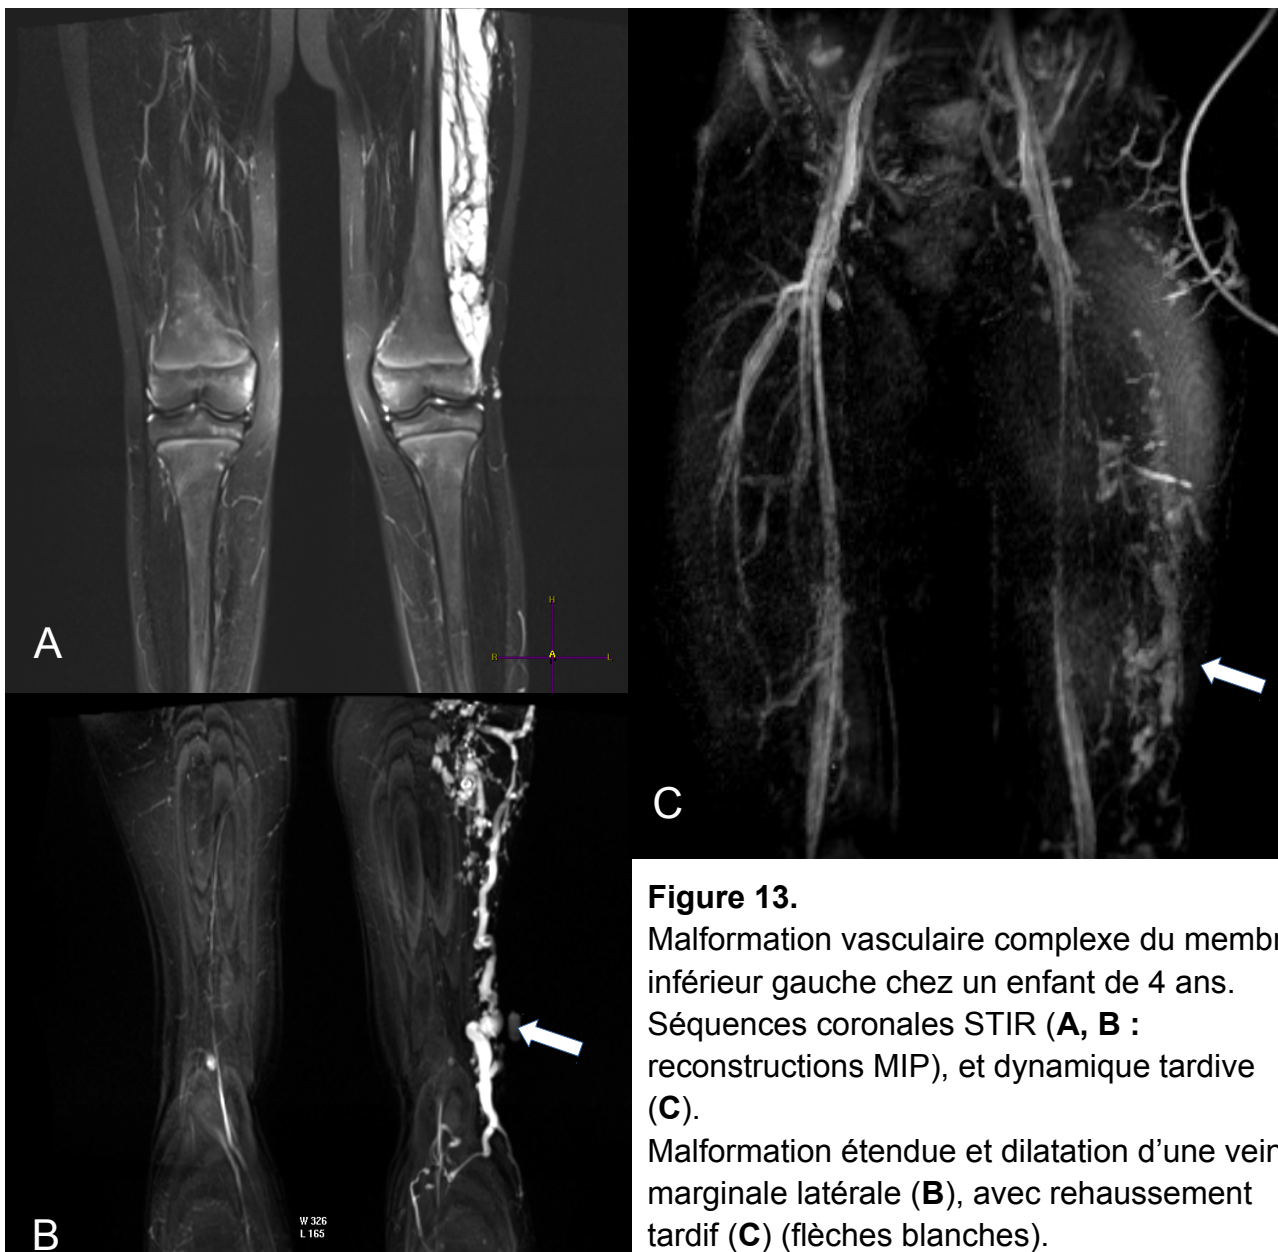 H
R
A
L
A
W 326
L 165
B
C
Figure 13.
Malformation vasculaire complexe du membr
inférieur gauche chez un enfant de 4 ans.
Séquences coronales STIR (A, B :
reconstructions MIP), et dynamique tardive
(C).
Malformation étendue et dilatation d’une vein
marginale latérale (B), avec rehaussement
tardif (C) (flèches blanches).